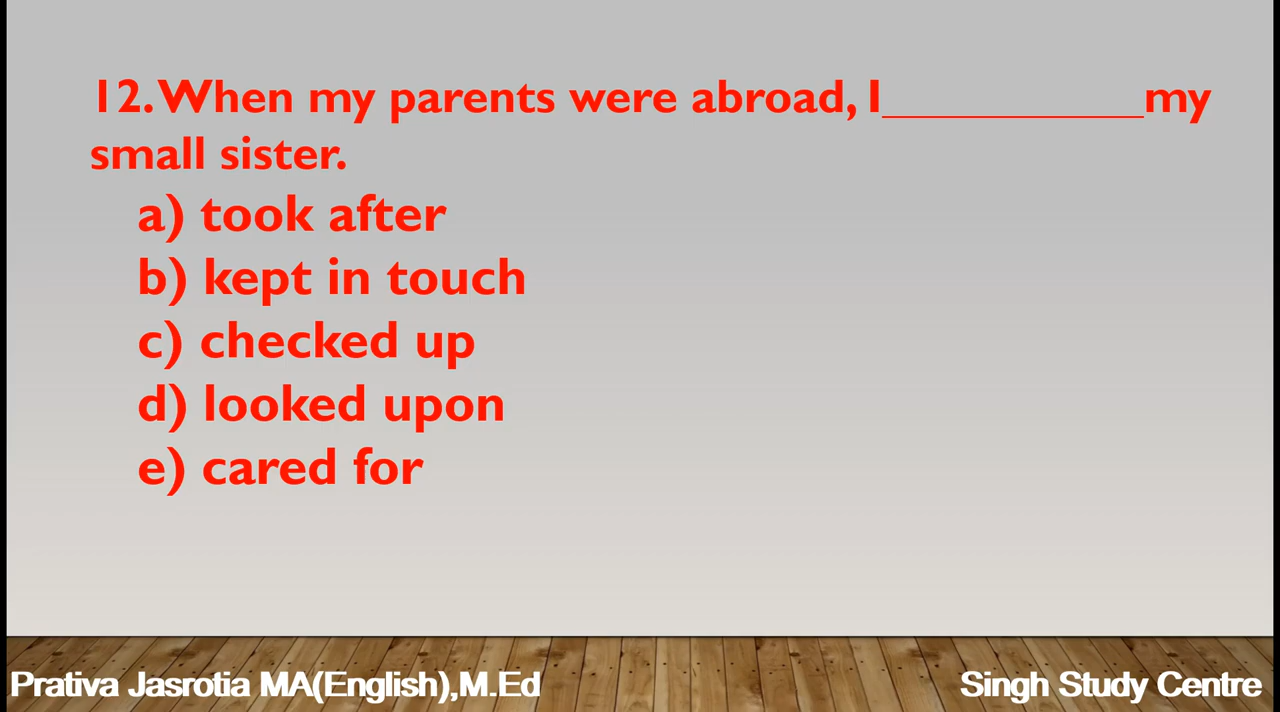 12. When my parents were abroad, I___________my
small sister.
a) took after
b) kept in touch
c) checked up
d) looked upon
e) cared for
Prativa Jasrotia MA(English),M.Ed
Singh Study Centre